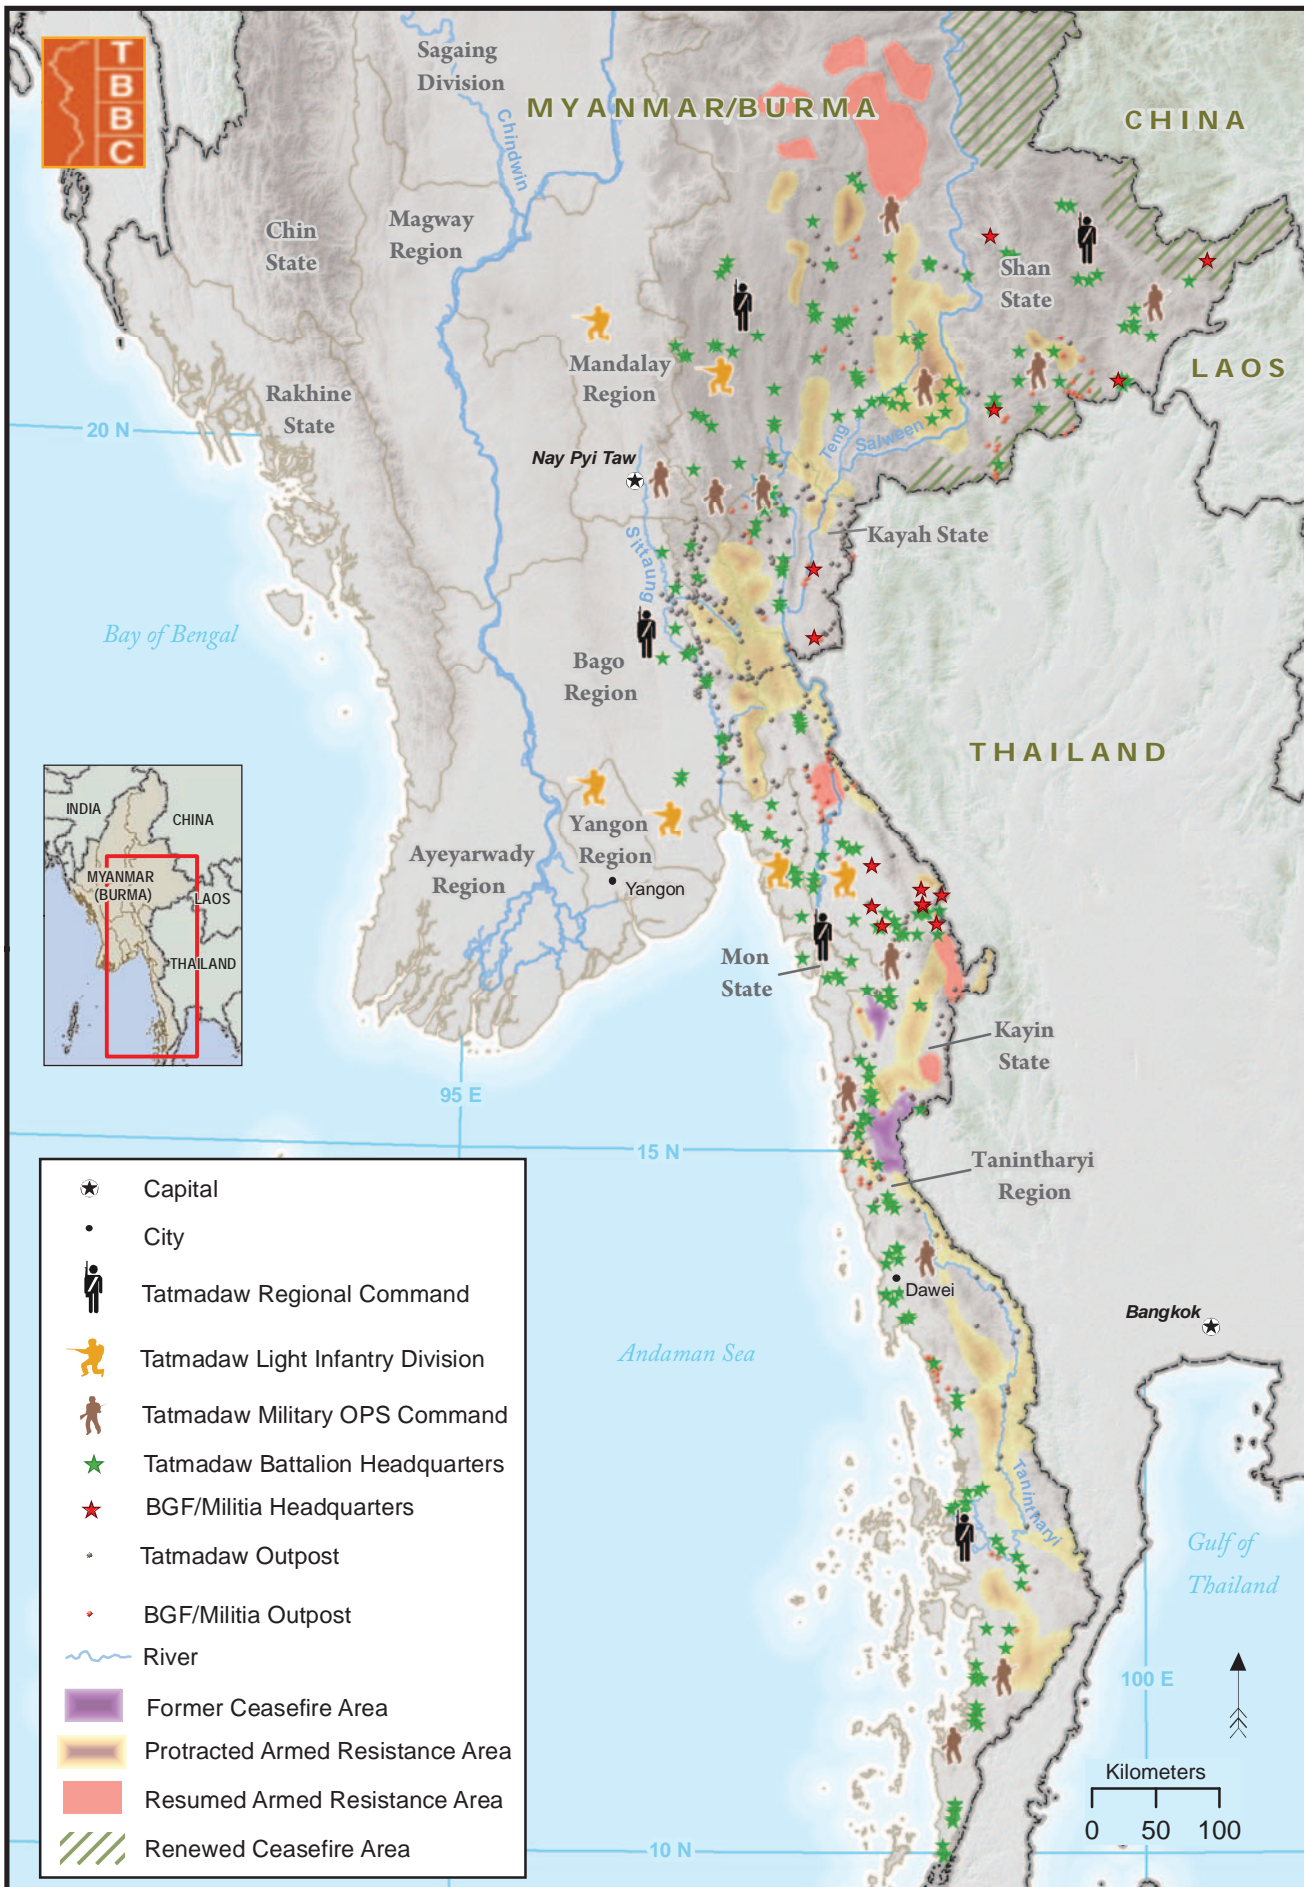 T
B
B
C
Sagaing
Division
MYANMAR/BURMA
CHINA
Chindwin
Magway
Region
Chin
State
Shan
State
Mandalay
Region
LAOS
Rakhine
State
20 N
Teng
Salween
Nay Pyi Taw
Kayah State
Sittaung
Bay of Bengal
Bago
Region
THAILAND
INDIA
CHINA
MYANMAR
(BURMA)
LAOS
THAILAND
Yangon
Region
Ayeyarwady
Region
Yangon
Mon
State
Kayin
State
95 E
15 N
Tanintharyi
Region
Dawei
Bangkok
Andaman Sea
Tanintharyi
Gulf of
Thailand
100 E
10 N
Capital
City
Tatmadaw Regional Command
Tatmadaw Light Infantry Division
Tatmadaw Military OPS Command
Tatmadaw Battalion Headquarters
BGF/Militia Headquarters
Tatmadaw Outpost
BGF/Militia Outpost
River
Former Ceasefire Area
Protracted Armed Resistance Area
Resumed Armed Resistance Area
Renewed Ceasefire Area
Kilometers
0 50 100